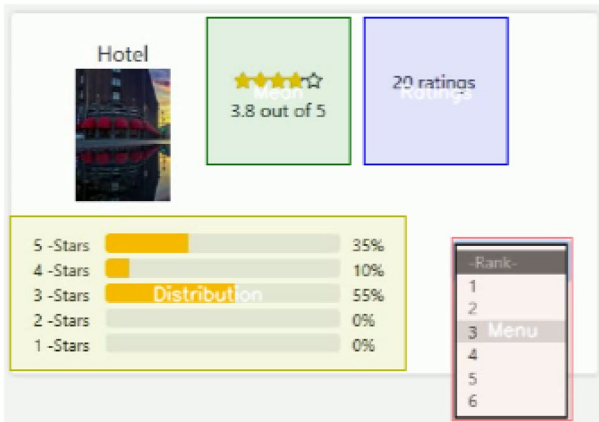 Hotel
Mean
3.8 out of 5
20 ratings
Ratings
5 -Stars 35%
4 -Stars 10%
3 -Stars Distribution 55%
2 -Stars 0%
1 -Stars 0%
-Rank-
1
2
3 Menu
4
5
6